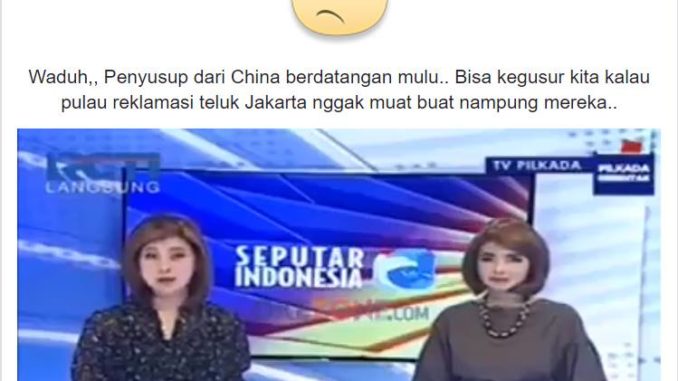 Waduh,, Penyusup dari China berdatangan mulu.. Bisa kegusur kita kalau
pulau reklamasi teluk Jakarta nggak muat buat nampung mereka..
RCTI
LANGSUNG
TV PILKADA
PILKADA
SEPUTAR
INDONESIA
.COM